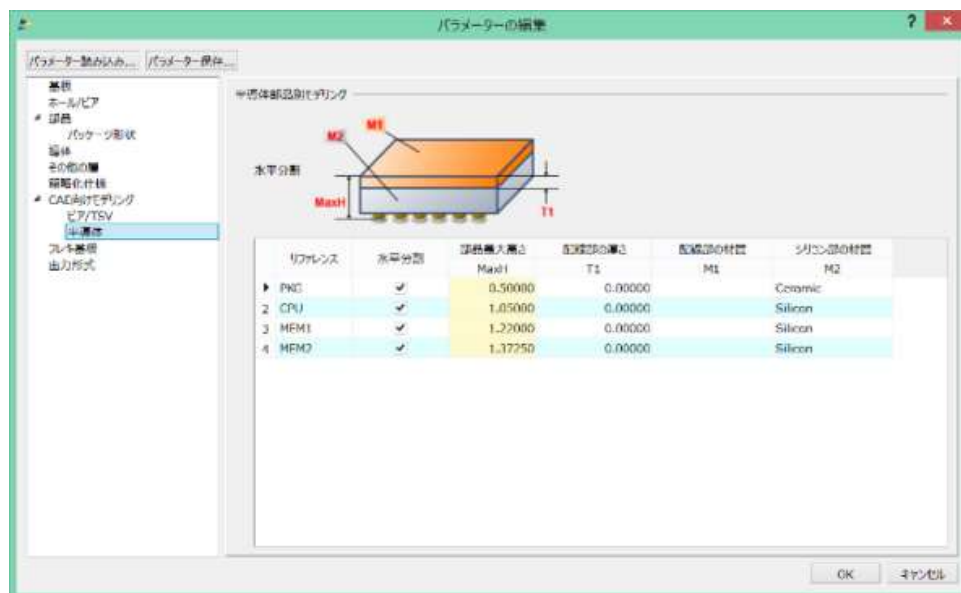 パラメーターの編集
?
パラメーター読み込み... パラメーター保存...
基板
ホール/ビア
部品
パッケージ形状
導体
その他の層
簡略化仕様
CAD向けモデリング
ビア/TSV
半導体
フレキ基板
出力形式
半導体部品別モデリング
水平分割
M2
M1
MaxH
T1
リファレンス 水平分割 部品最大高さ 配線部の厚さ 配線部の材質 シリコン部の材質
MaxH T1 M1 M2
PKG 0.50000 0.00000 Ceramic
2 CPU 1.05000 0.00000 Silicon
3 MEM1 1.22000 0.00000 Silicon
4 MEM2 1.37250 0.00000 Silicon
OK キャンセル